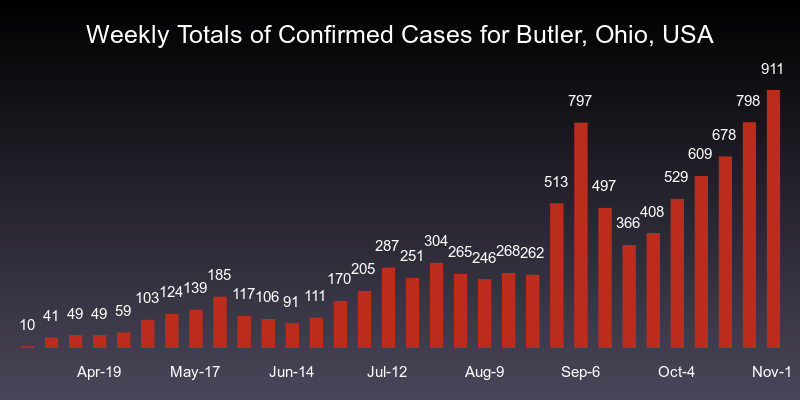 Weekly Totals of Confirmed Cases for Butler, Ohio, USA
10 41 49 49 59 103 124 139 185 117 106 91 111 170 205 287 251 304 265 246 268 262 513 797 497 366 408 529 609 678 798 911
Apr-19 May-17 Jun-14 Jul-12 Aug-9 Sep-6 Oct-4 Nov-1